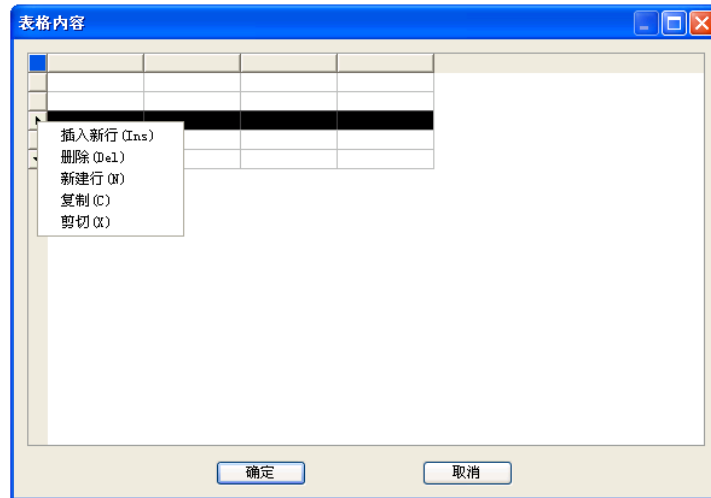 表格内容
插入新行(Ins)
删除(Del)
新建行(N)
复制(C)
剪切(X)
确定
取消